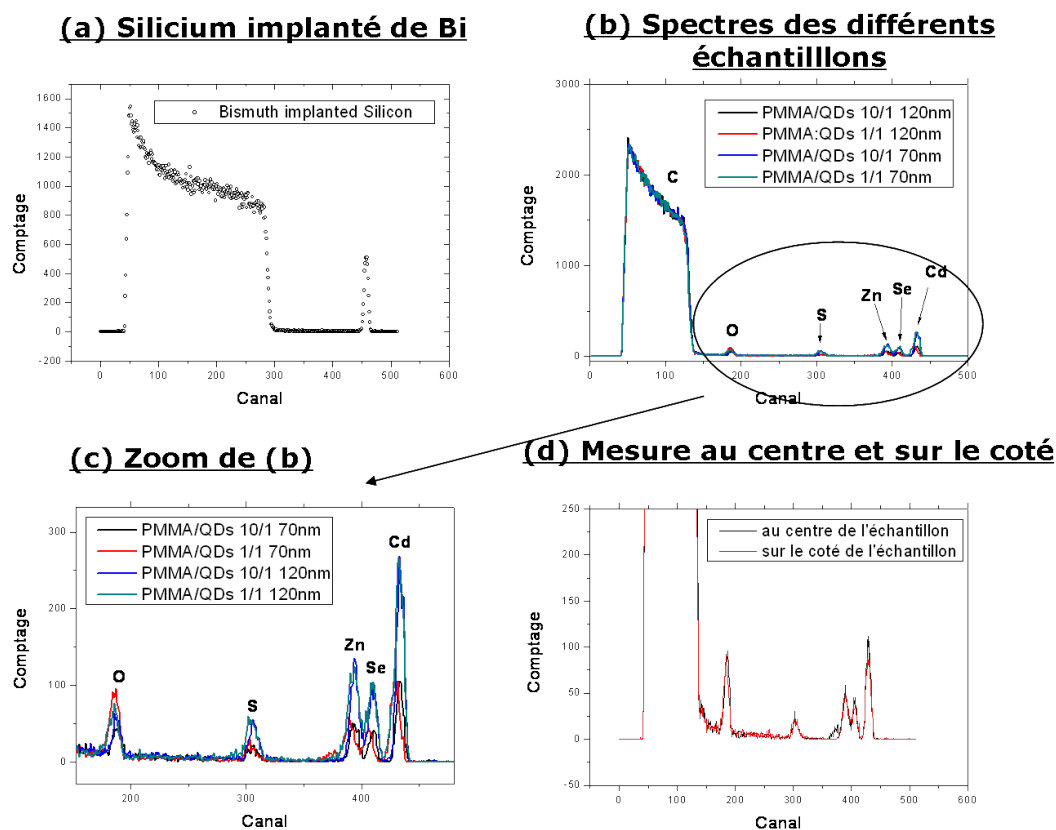 (a) Silicium implanté de Bi
1600
1400
1200
1000
800
600
400
200
0
-200
Comptage
Bismuth implanted Silicon
0 100 200 300 400 500 600
Canal
(b) Spectres des différents
échantilllons
3000
2000
1000
0
Comptage
PMMA/QDs 10/1 120nm
PMMA:QDs 1/1 120nm
PMMA/QDs 10/1 70nm
PMMA/QDs 1/1 70nm
C
O
S
Zn
Se
Cd
0 100 200 300 400 500
Canal
(c) Zoom de (b)
300
200
100
0
Comptage
PMMA/QDs 10/1 70nm
PMMA/QDs 1/1 70nm
PMMA/QDs 10/1 120nm
PMMA/QDs 1/1 120nm
O
S
Zn
Se
Cd
200 300 400
Canal
(d) Mesure au centre et sur le coté
250
200
150
100
50
0
-50
Comptage
au centre de l'échantillon
sur le coté de l'échantillon
0 100 200 300 400 500 600
Canal